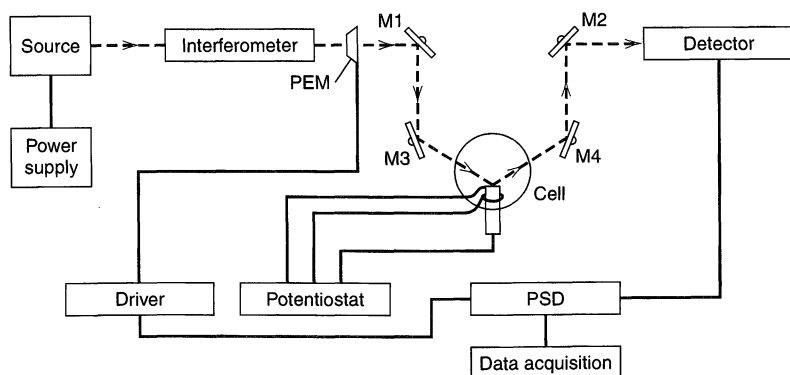 M1
M2
Source
Interferometer
Detector
PEM
Power
supply
M3
M4
Cell
Driver
Potentiostat
PSD
Data acquisition